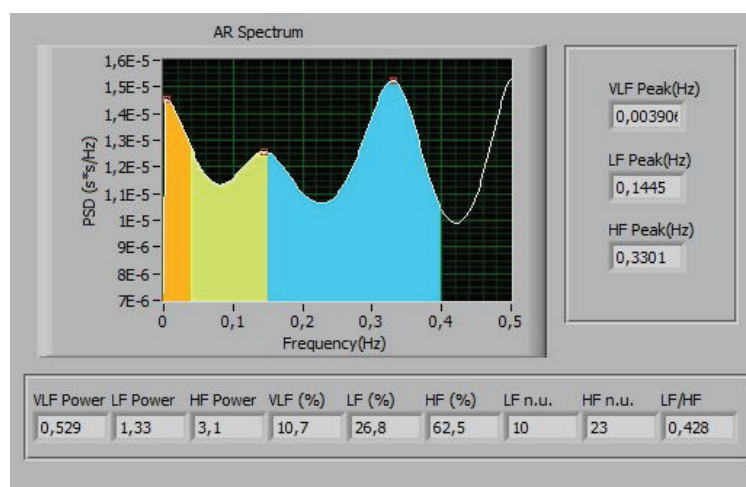 AR Spectrum
PSD (s*s/Hz)
1,6E-5
1,5E-5
1,4E-5
1,3E-5
1,2E-5
1,1E-5
1E-5
9E-6
8E-6
7E-6
0 0,1 0,2 0,3 0,4 0,5
Frequency(Hz)
VLF Peak(Hz)
0,003906
LF Peak(Hz)
0,1445
HF Peak(Hz)
0,3301
VLF Power LF Power HF Power VLF (%) LF (%) HF (%) LF n.u. HF n.u. LF/HF
0,529 1,33 3,1 10,7 26,8 62,5 10 23 0,428